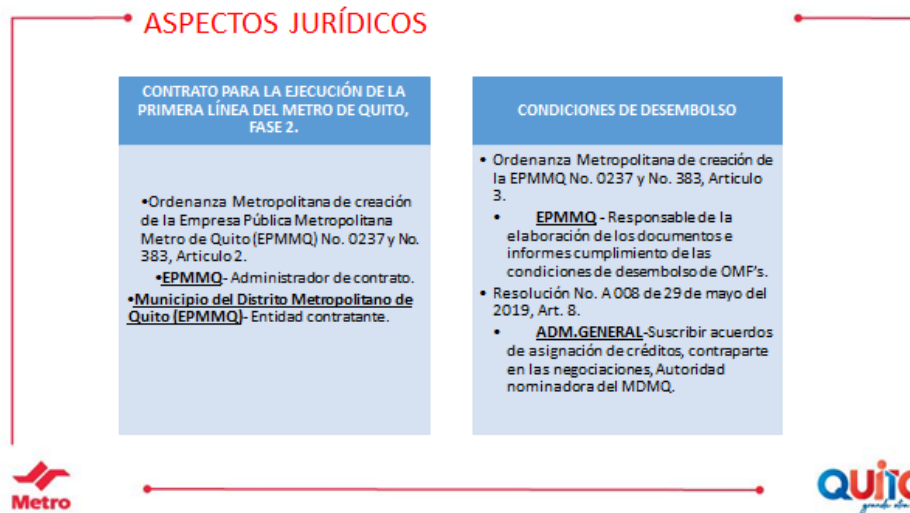 ASPECTOS JURÍDICOS
CONTRATO PARA LA EJECUCIÓN DE LA
PRIMERA LÍNEA DEL METRO DE QUITO,
FASE 2.
•Ordenanza Metropolitana de creación
de la Empresa Pública Metropolitana
Metro de Quito (EPMMQ) No. 0237 y No.
383, Articulo 2.
•EPMMQ- Administrador de contrato.
•Municipio del Distrito Metropolitano de
Quito (EPMMQ)- Entidad contratante.
CONDICIONES DE DESEMBOLSO
• Ordenanza Metropolitana de creación de
la EPMMQ No. 0237 y No. 383, Articulo
3.
• EPMMQ - Responsable de la
elaboración de los documentos e
informes cumplimiento de las
condiciones de desembolso de OMF's.
• Resolución No. A 008 de 29 de mayo del
2019, Art. 8.
• ADM.GENERAL-Suscribir acuerdos
de asignación de créditos, contraparte
en las negociaciones, Autoridad
nominadora del MDMQ.
Metro
QUITO
grande